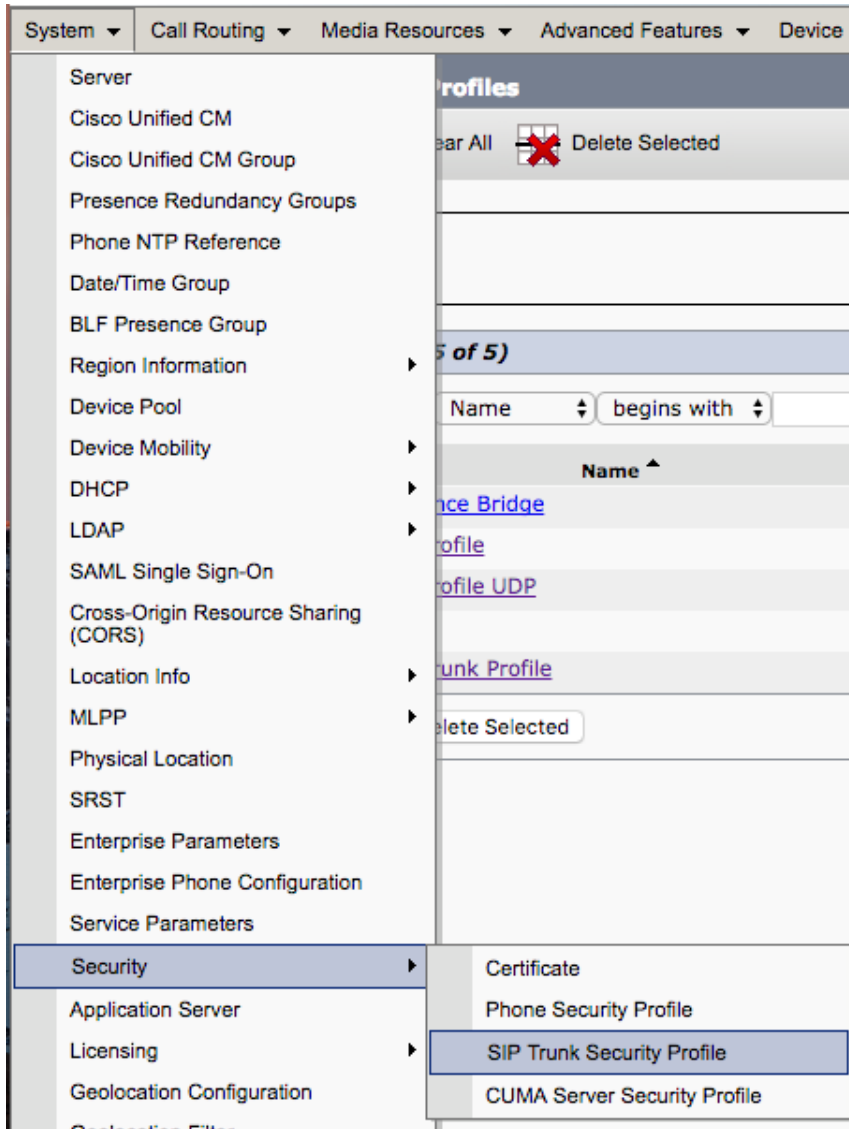 System Call Routing Media Resources Advanced Features Device
Server
Cisco Unified CM
Cisco Unified CM Group
Presence Redundancy Groups
Phone NTP Reference
Date/Time Group
BLF Presence Group
Region Information
Device Pool
Device Mobility
DHCP
LDAP
SAML Single Sign-On
Cross-Origin Resource Sharing
(CORS)
Location Info
MLPP
Physical Location
SRST
Enterprise Parameters
Enterprise Phone Configuration
Service Parameters
Security
Application Server
Licensing
Geolocation Configuration
rofiles
ear All Delete Selected
5 of 5)
Name begins with
Name
nce Bridge
ofile
ofile UDP
runk Profile
elete Selected
Certificate
Phone Security Profile
SIP Trunk Security Profile
CUMA Server Security Profile